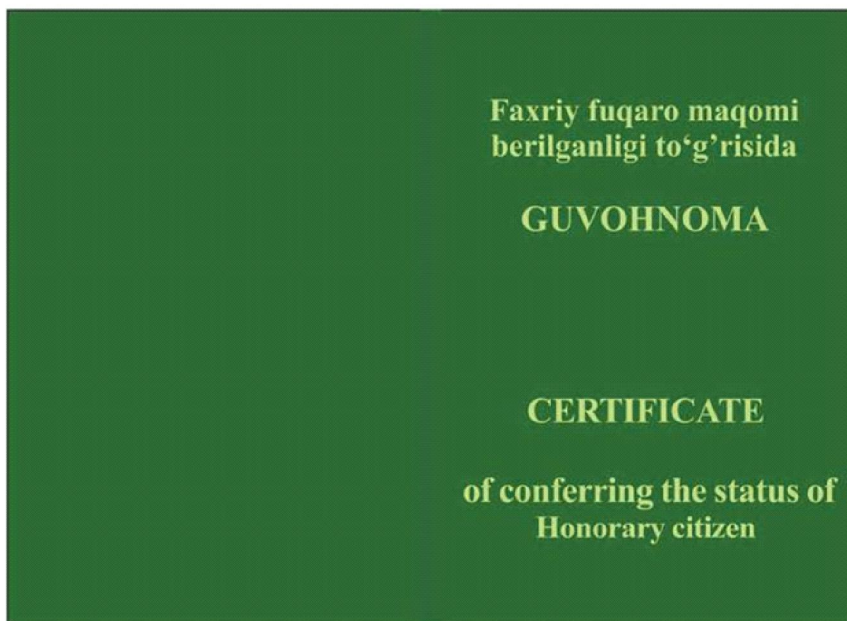 Faxriy fuqaro maqomi
berilganligi to‘g’risida
GUVOHNOMA
CERTIFICATE
of conferring the status of
Honorary citizen